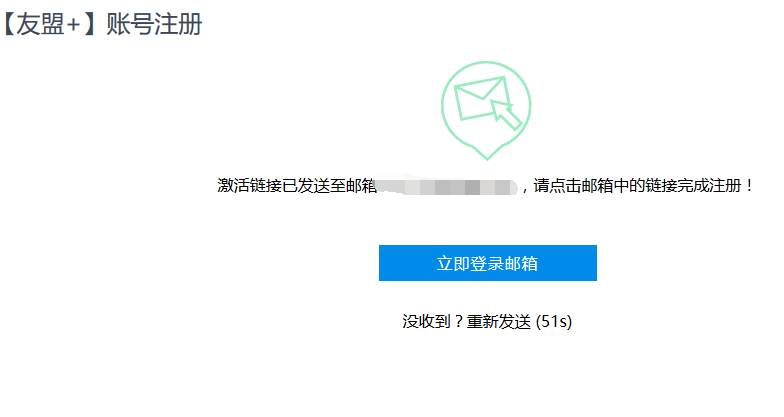 【友盟+】账号注册
激活链接已发送至邮箱，请点击邮箱中的链接完成注册！
立即登录邮箱
没收到？重新发送 (51s)